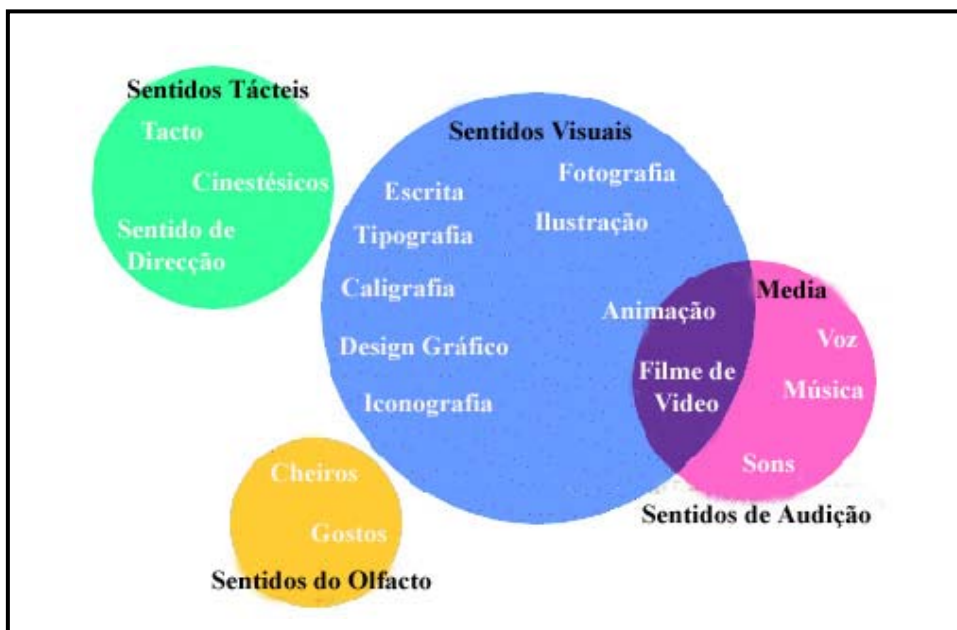 Sentidos Tácteis
Tacto
Cinestésicos
Sentido de
Direcção
Sentidos Visuais
Fotografia
Escrita
Ilustração
Tipografia
Caligrafia
Animação
Design Gráfico
Filme de
Video
Iconografia
Media
Voz
Música
Sons
Sentidos de Audição
Cheiros
Gostos
Sentidos do Olfacto